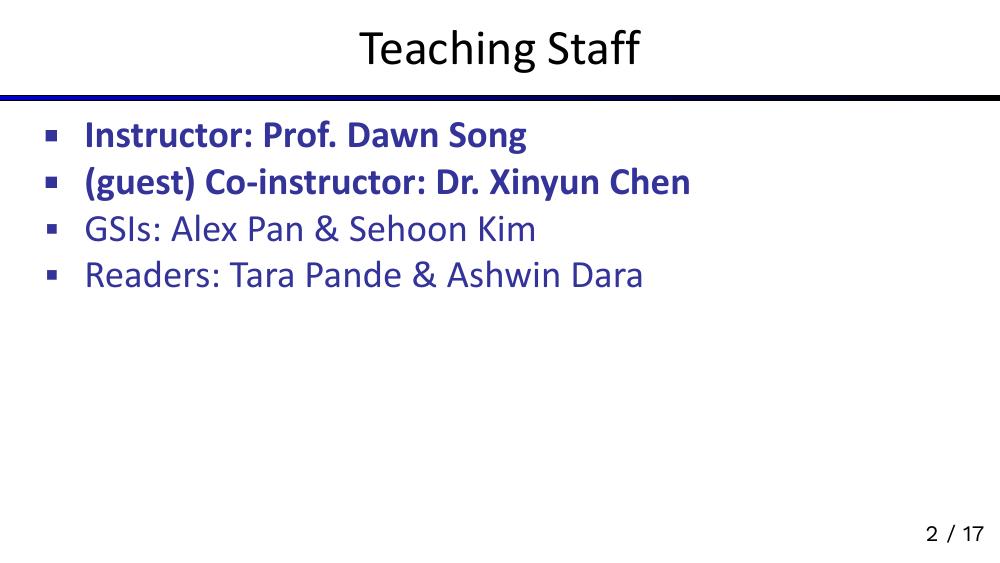 Teaching Staff
▪ Instructor: Prof. Dawn Song
▪ (guest) Co-instructor: Dr. Xinyun Chen
▪ GSIs: Alex Pan & Sehoon Kim
▪ Readers: Tara Pande & Ashwin Dara
2 / 17